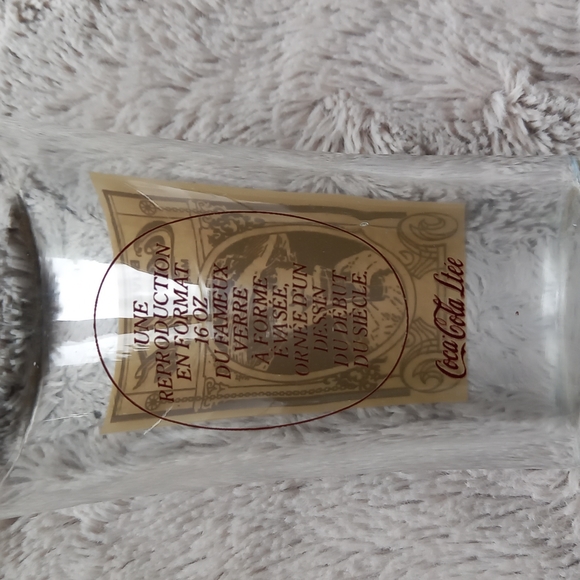 UNE
REPRODUCTION
EN FORMAT
16 OZ
DU FAMEUX
VERRE
À FORME
ÉVASÉE,
ORNÉE D'UN
DESSIN
DU DÉBUT
DU SIÈCLE.
Coca-Cola Ltée